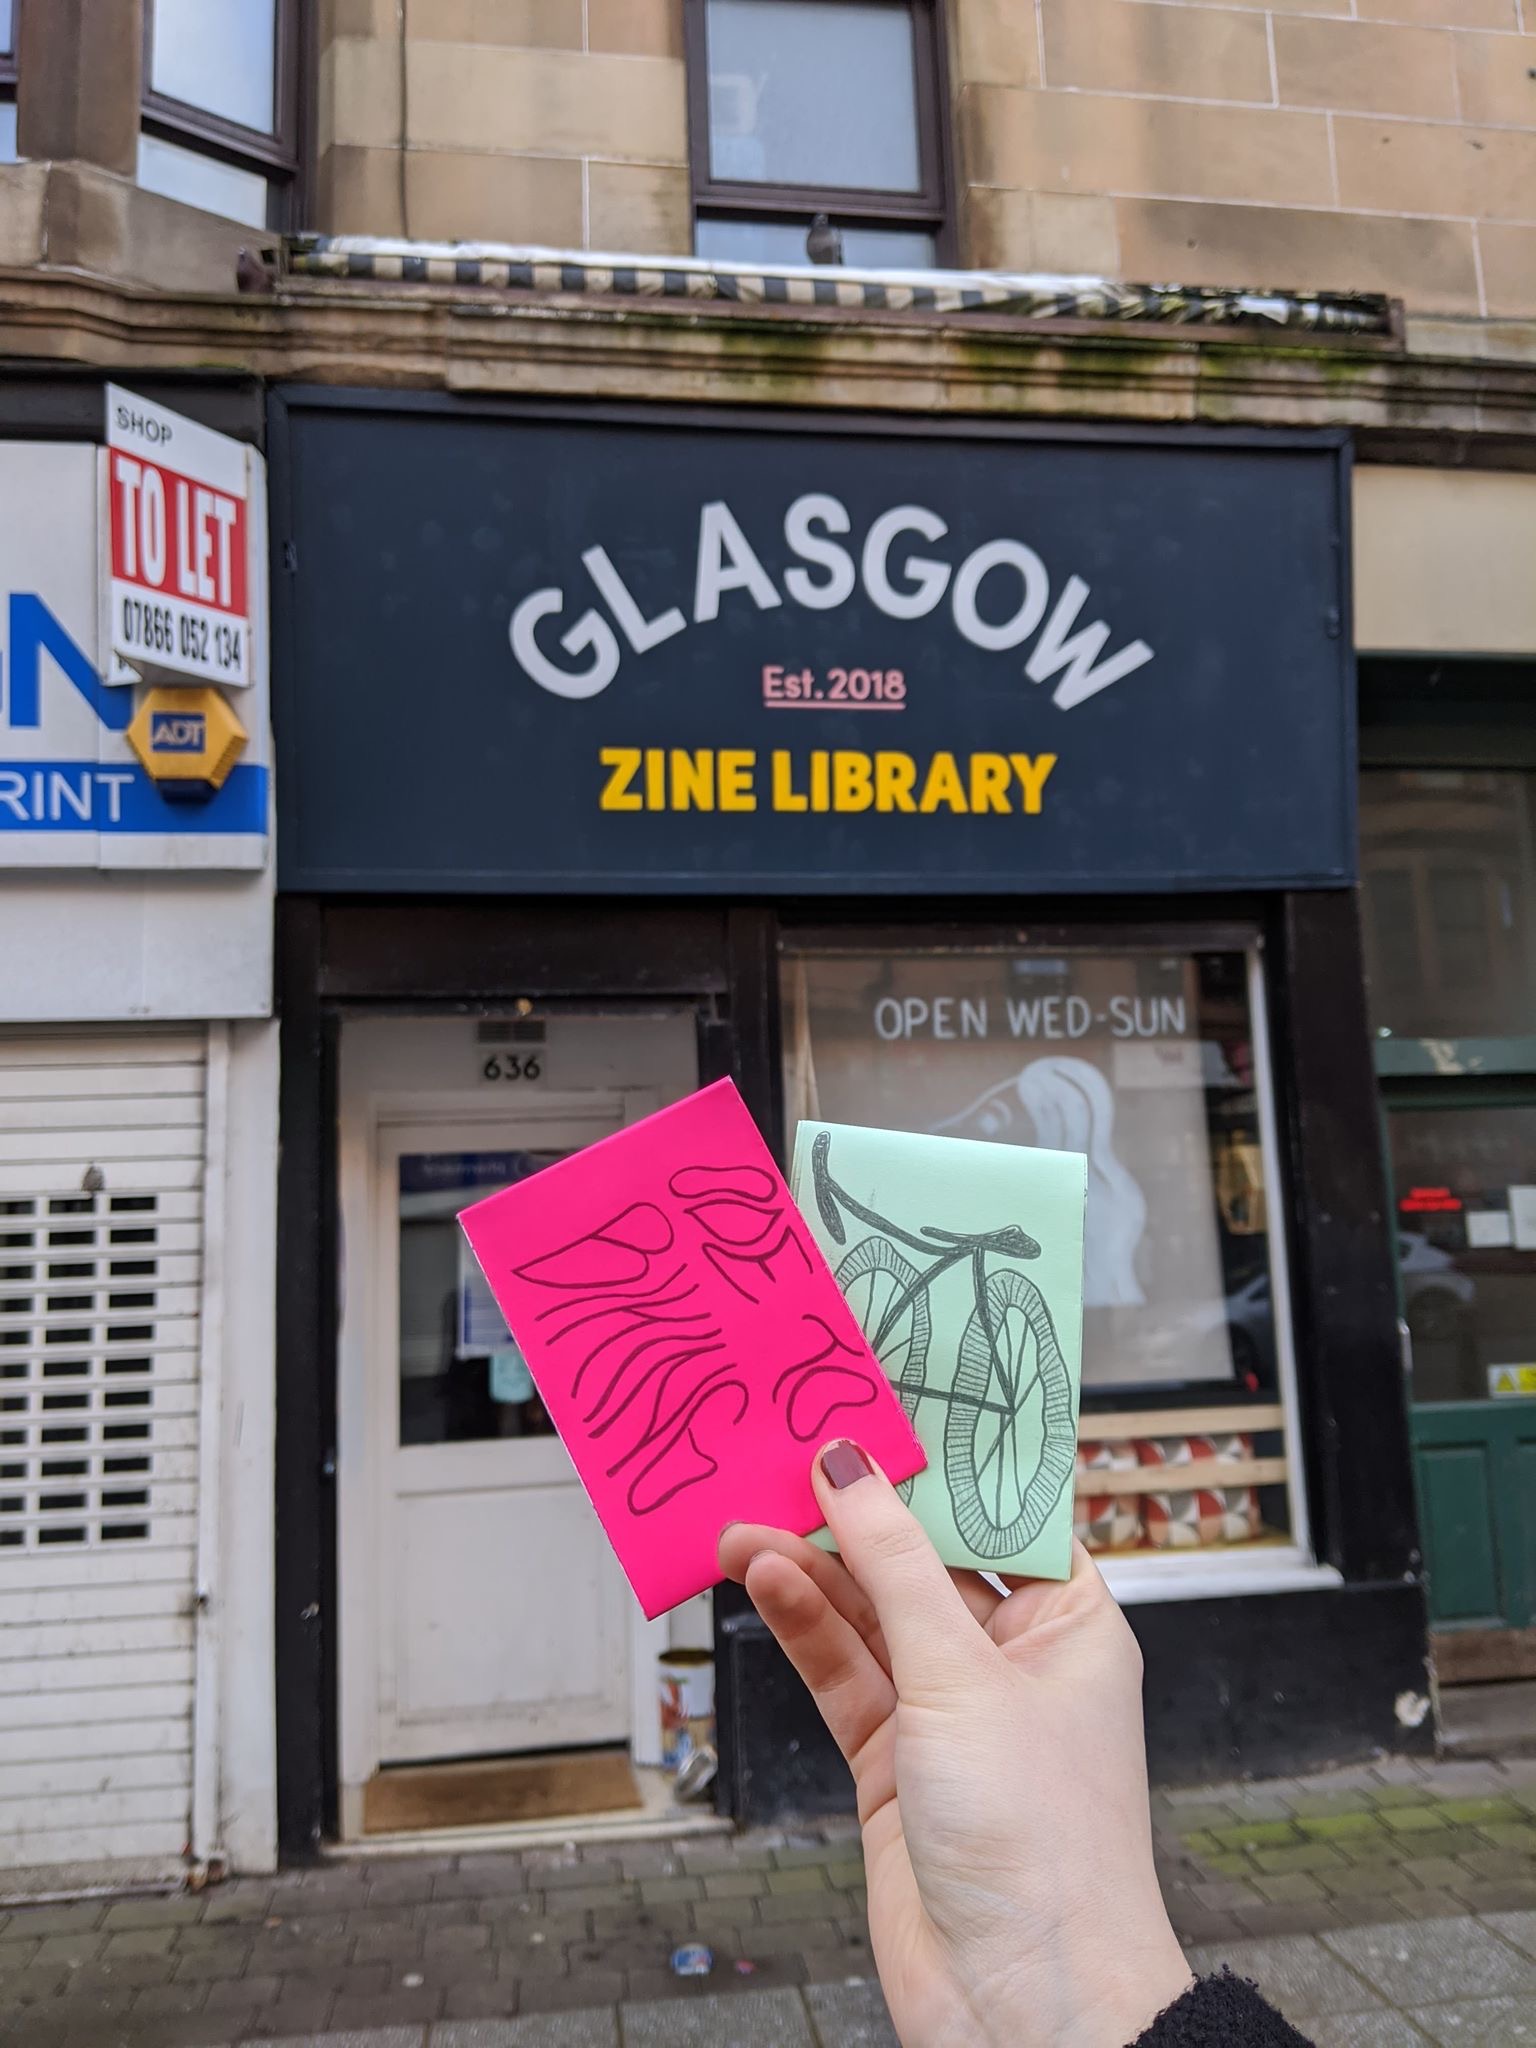 SHOP
TO LET
07866 052 134
ADT
RINT
GLASGOW
Est. 2018
ZINE LIBRARY
OPEN WED-SUN
636